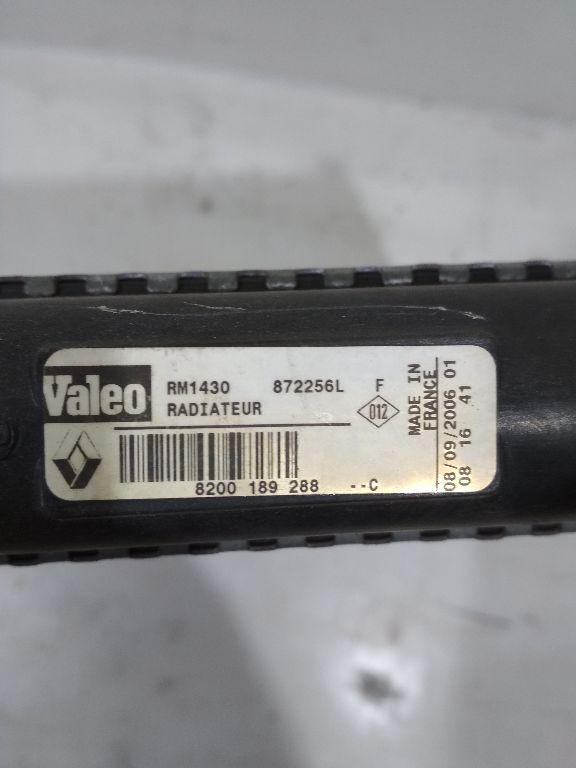 Valeo RM1430 872256L F
RADIATEUR 012
8200 189 288 --C
MADE IN
FRANCE
08/09/2006 01
08 16 41